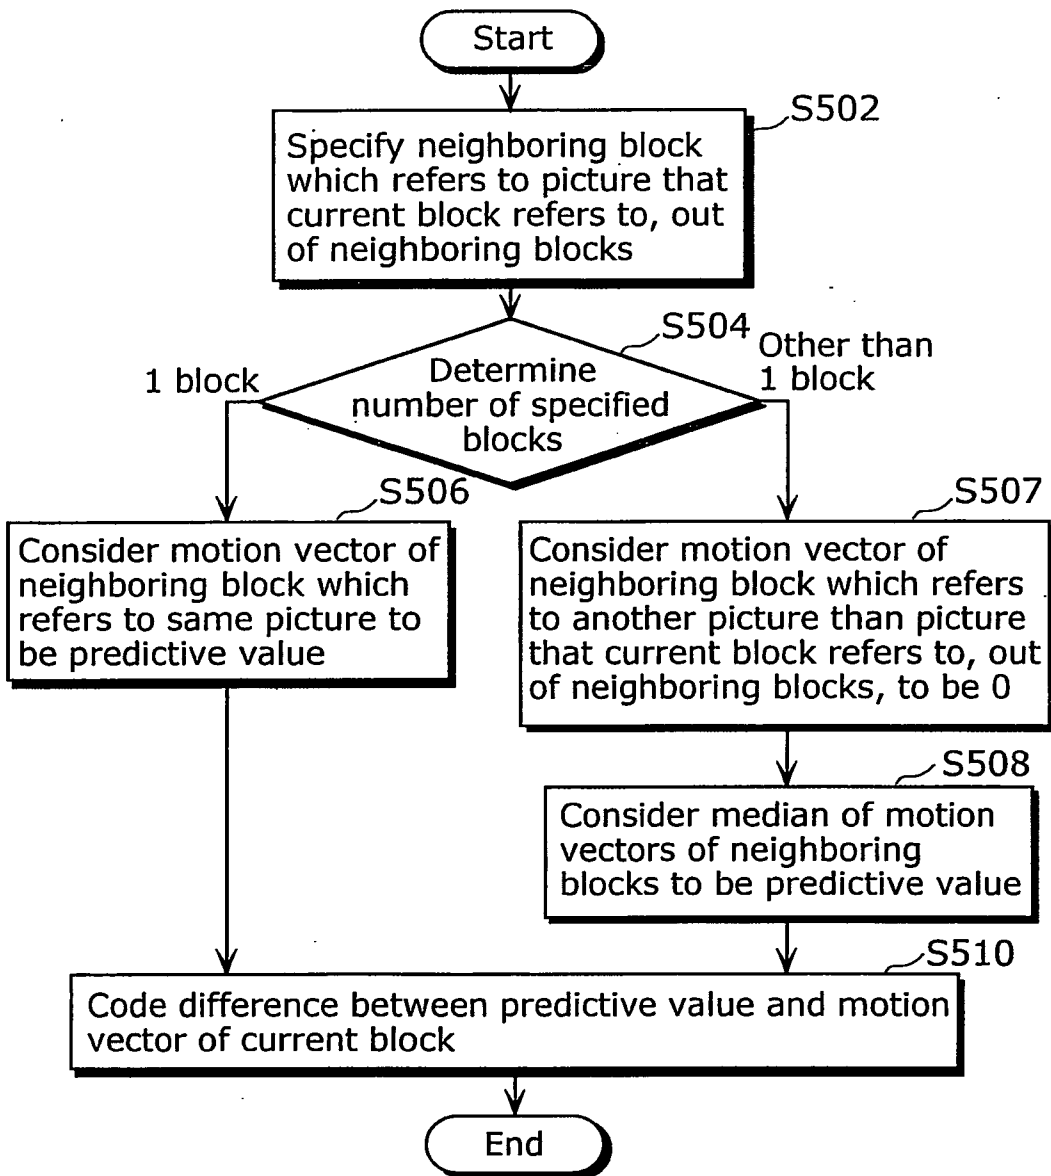 Start
S502
Specify neighboring block
which refers to picture that
current block refers to, out
of neighboring blocks
S504
Determine
number of specified
blocks
1 block
Other than
1 block
S506
Consider motion vector of
neighboring block which
refers to same picture to
be predictive value
S507
Consider motion vector of
neighboring block which refers
to another picture than picture
that current block refers to, out
of neighboring blocks, to be 0
S508
Consider median of motion
vectors of neighboring
blocks to be predictive value
S510
Code difference between predictive value and motion
vector of current block
End